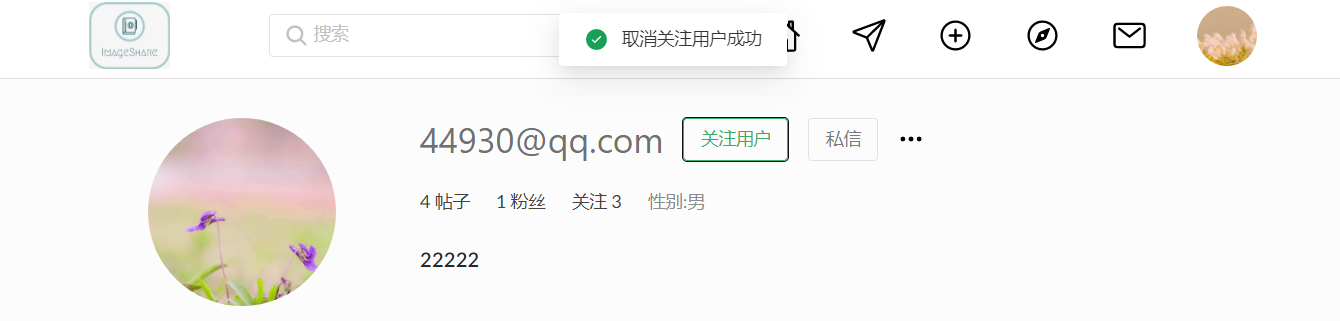 IMAGESHARE
搜索
取消关注用户成功
44930@qq.com 关注用户 私信
4 帖子 1 粉丝 关注 3 性别:男
22222